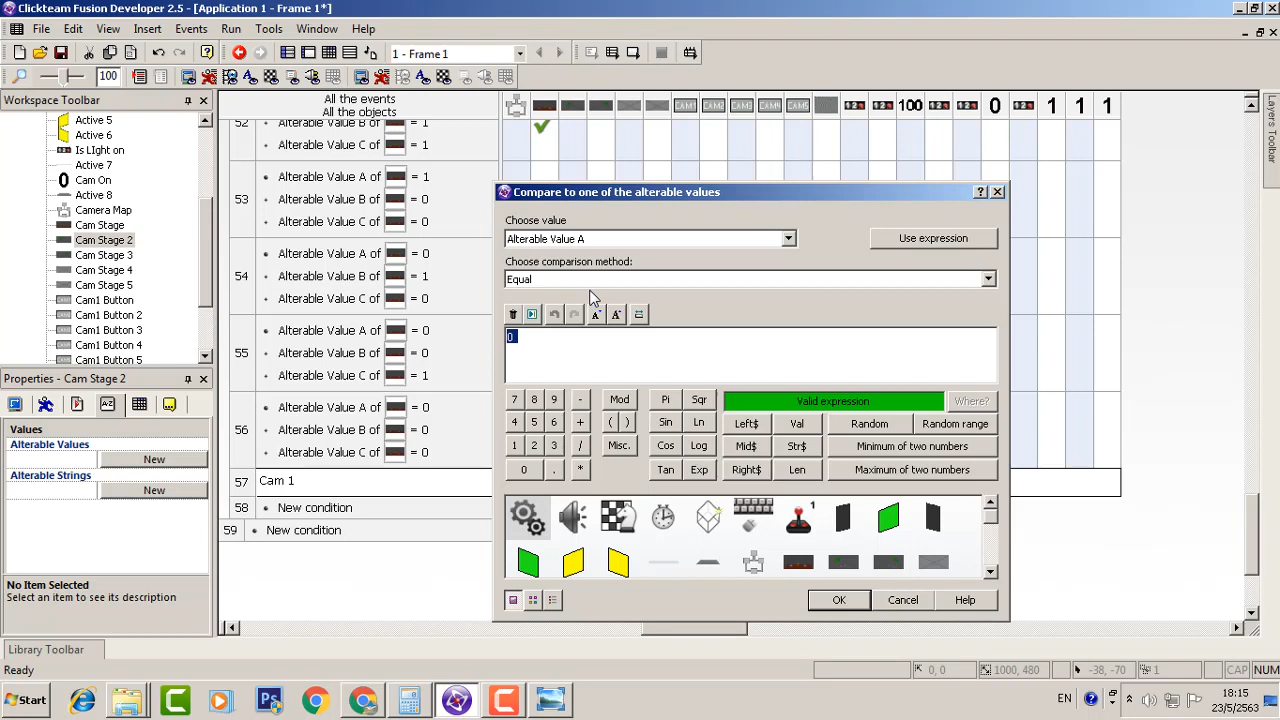 Clickteam Fusion Developer 2.5 - [Application 1 - Frame 1*]
File Edit View Insert Events Run Tools Window Help
1 - Frame 1
100
Workspace Toolbar
Active 5
Active 6
Is LIght on
Active 7
Cam On
Active 8
Camera Map
Cam Stage
Cam Stage 2
Cam Stage 3
Cam Stage 4
Cam Stage 5
Cam1 Button
Cam1 Button 2
Cam1 Button 3
Cam1 Button 4
Cam1 Button 5
Properties - Cam Stage 2
Values
Alterable Values
New
Alterable Strings
New
No Item Selected
Select an item to see its description
Library Toolbar
Ready
All the events
All the objects
CAM1 CAM2 CAM3 CAM4 CAM5 100 0 1 1 1
52 Alterable Value B of = 1
Alterable Value C of = 1
53 Alterable Value A of = 1
Alterable Value B of = 0
Alterable Value C of = 0
54 Alterable Value A of = 0
Alterable Value B of = 1
Alterable Value C of = 0
55 Alterable Value A of = 0
Alterable Value B of = 0
Alterable Value C of = 1
56 Alterable Value A of = 0
Alterable Value B of = 0
Alterable Value C of = 0
57 Cam 1
58 New condition
59 New condition
Compare to one of the alterable values
Choose value
Alterable Value A
Use expression
Choose comparison method:
Equal
0
7 8 9 - Mod Pi Sqr Valid expression Where?
4 5 6 + ( ) Sin Ln Left$ Val Random Random range
1 2 3 / Misc. Cos Log Mid$ Str$ Minimum of two numbers
0 . * Tan Exp Right$ Len Maximum of two numbers
OK Cancel Help
Layers Toolbar
0, 0 1000, 480 -38, -70 1 CAP NUM
Start
EN
18:15
23/5/2563